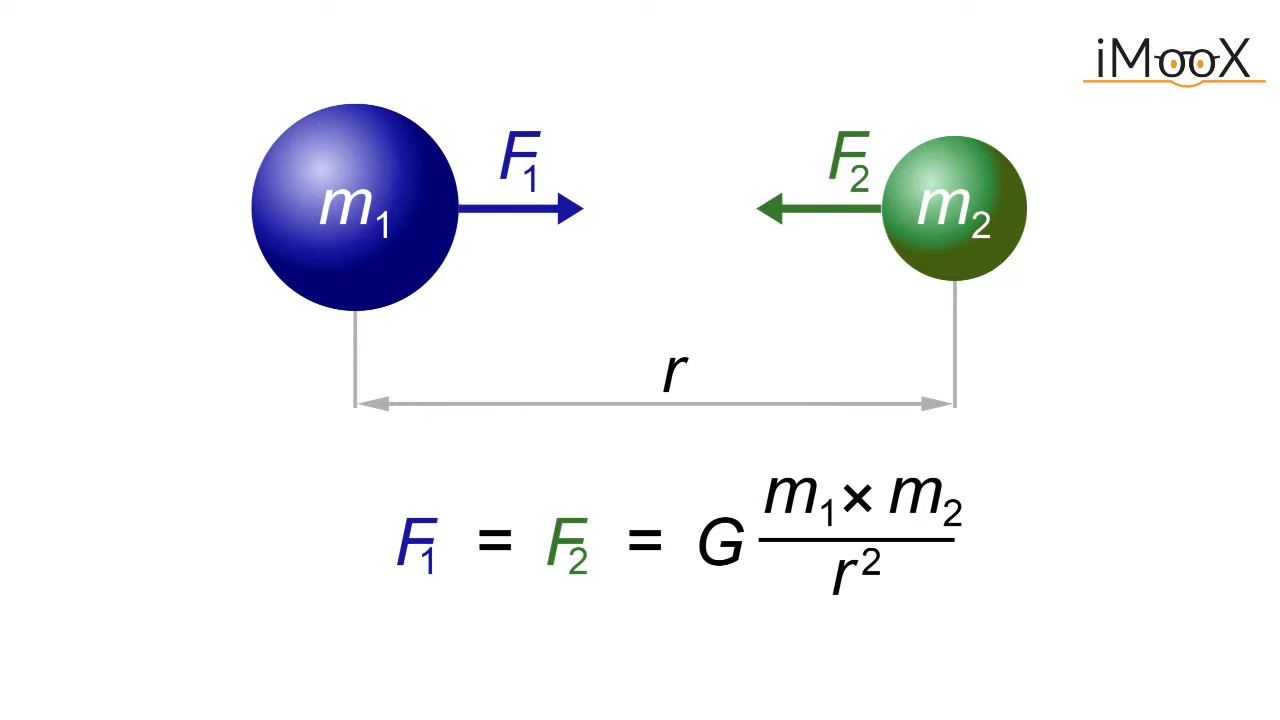 iMooX
F₁ F₂
m₁ m₂
r
F₁ = F₂ = G (m₁ × m₂) / r²